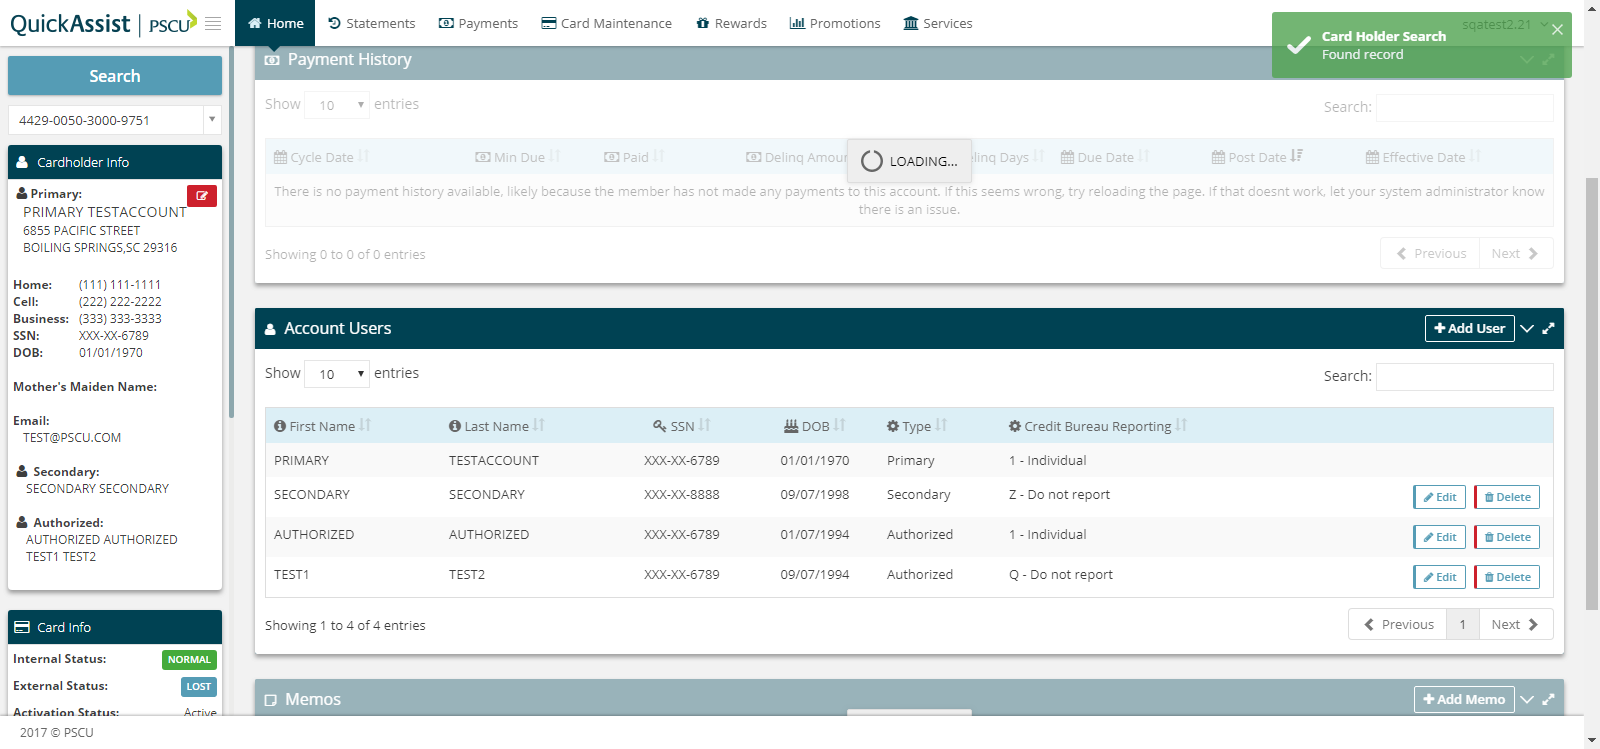 QuickAssist | PSCU
Home
Statements
Payments
Card Maintenance
Rewards
Promotions
Services
sqatest2.21
Card Holder Search
Found record
Search
4429-0050-3000-9751
Cardholder Info
Primary:
PRIMARY TESTACCOUNT
6855 PACIFIC STREET
BOILING SPRINGS,SC 29316
Home: (111) 111-1111
Cell: (222) 222-2222
Business: (333) 333-3333
SSN: XXX-XX-6789
DOB: 01/01/1970
Mother's Maiden Name:
Email:
TEST@PSCU.COM
Secondary:
SECONDARY SECONDARY
Authorized:
AUTHORIZED AUTHORIZED
TEST1 TEST2
Card Info
Internal Status: NORMAL
External Status: LOST
Activation Status: Active
Payment History
Show 10 entries
Search:
Cycle Date Min Due Paid Delinq Amoun elinq Days Due Date Post Date Effective Date
LOADING...
There is no payment history available, likely because the member has not made any payments to this account. If this seems wrong, try reloading the page. If that doesnt work, let your system administrator know
there is an issue.
Showing 0 to 0 of 0 entries
Previous Next
Account Users
Add User
Show 10 entries
Search:
First Name Last Name SSN DOB Type Credit Bureau Reporting
PRIMARY TESTACCOUNT XXX-XX-6789 01/01/1970 Primary 1 - Individual
SECONDARY SECONDARY XXX-XX-8888 09/07/1998 Secondary Z - Do not report Edit Delete
AUTHORIZED AUTHORIZED XXX-XX-6789 01/07/1994 Authorized 1 - Individual Edit Delete
TEST1 TEST2 XXX-XX-6789 09/07/1994 Authorized Q - Do not report Edit Delete
Showing 1 to 4 of 4 entries
Previous 1 Next
Memos
Add Memo
2017 © PSCU